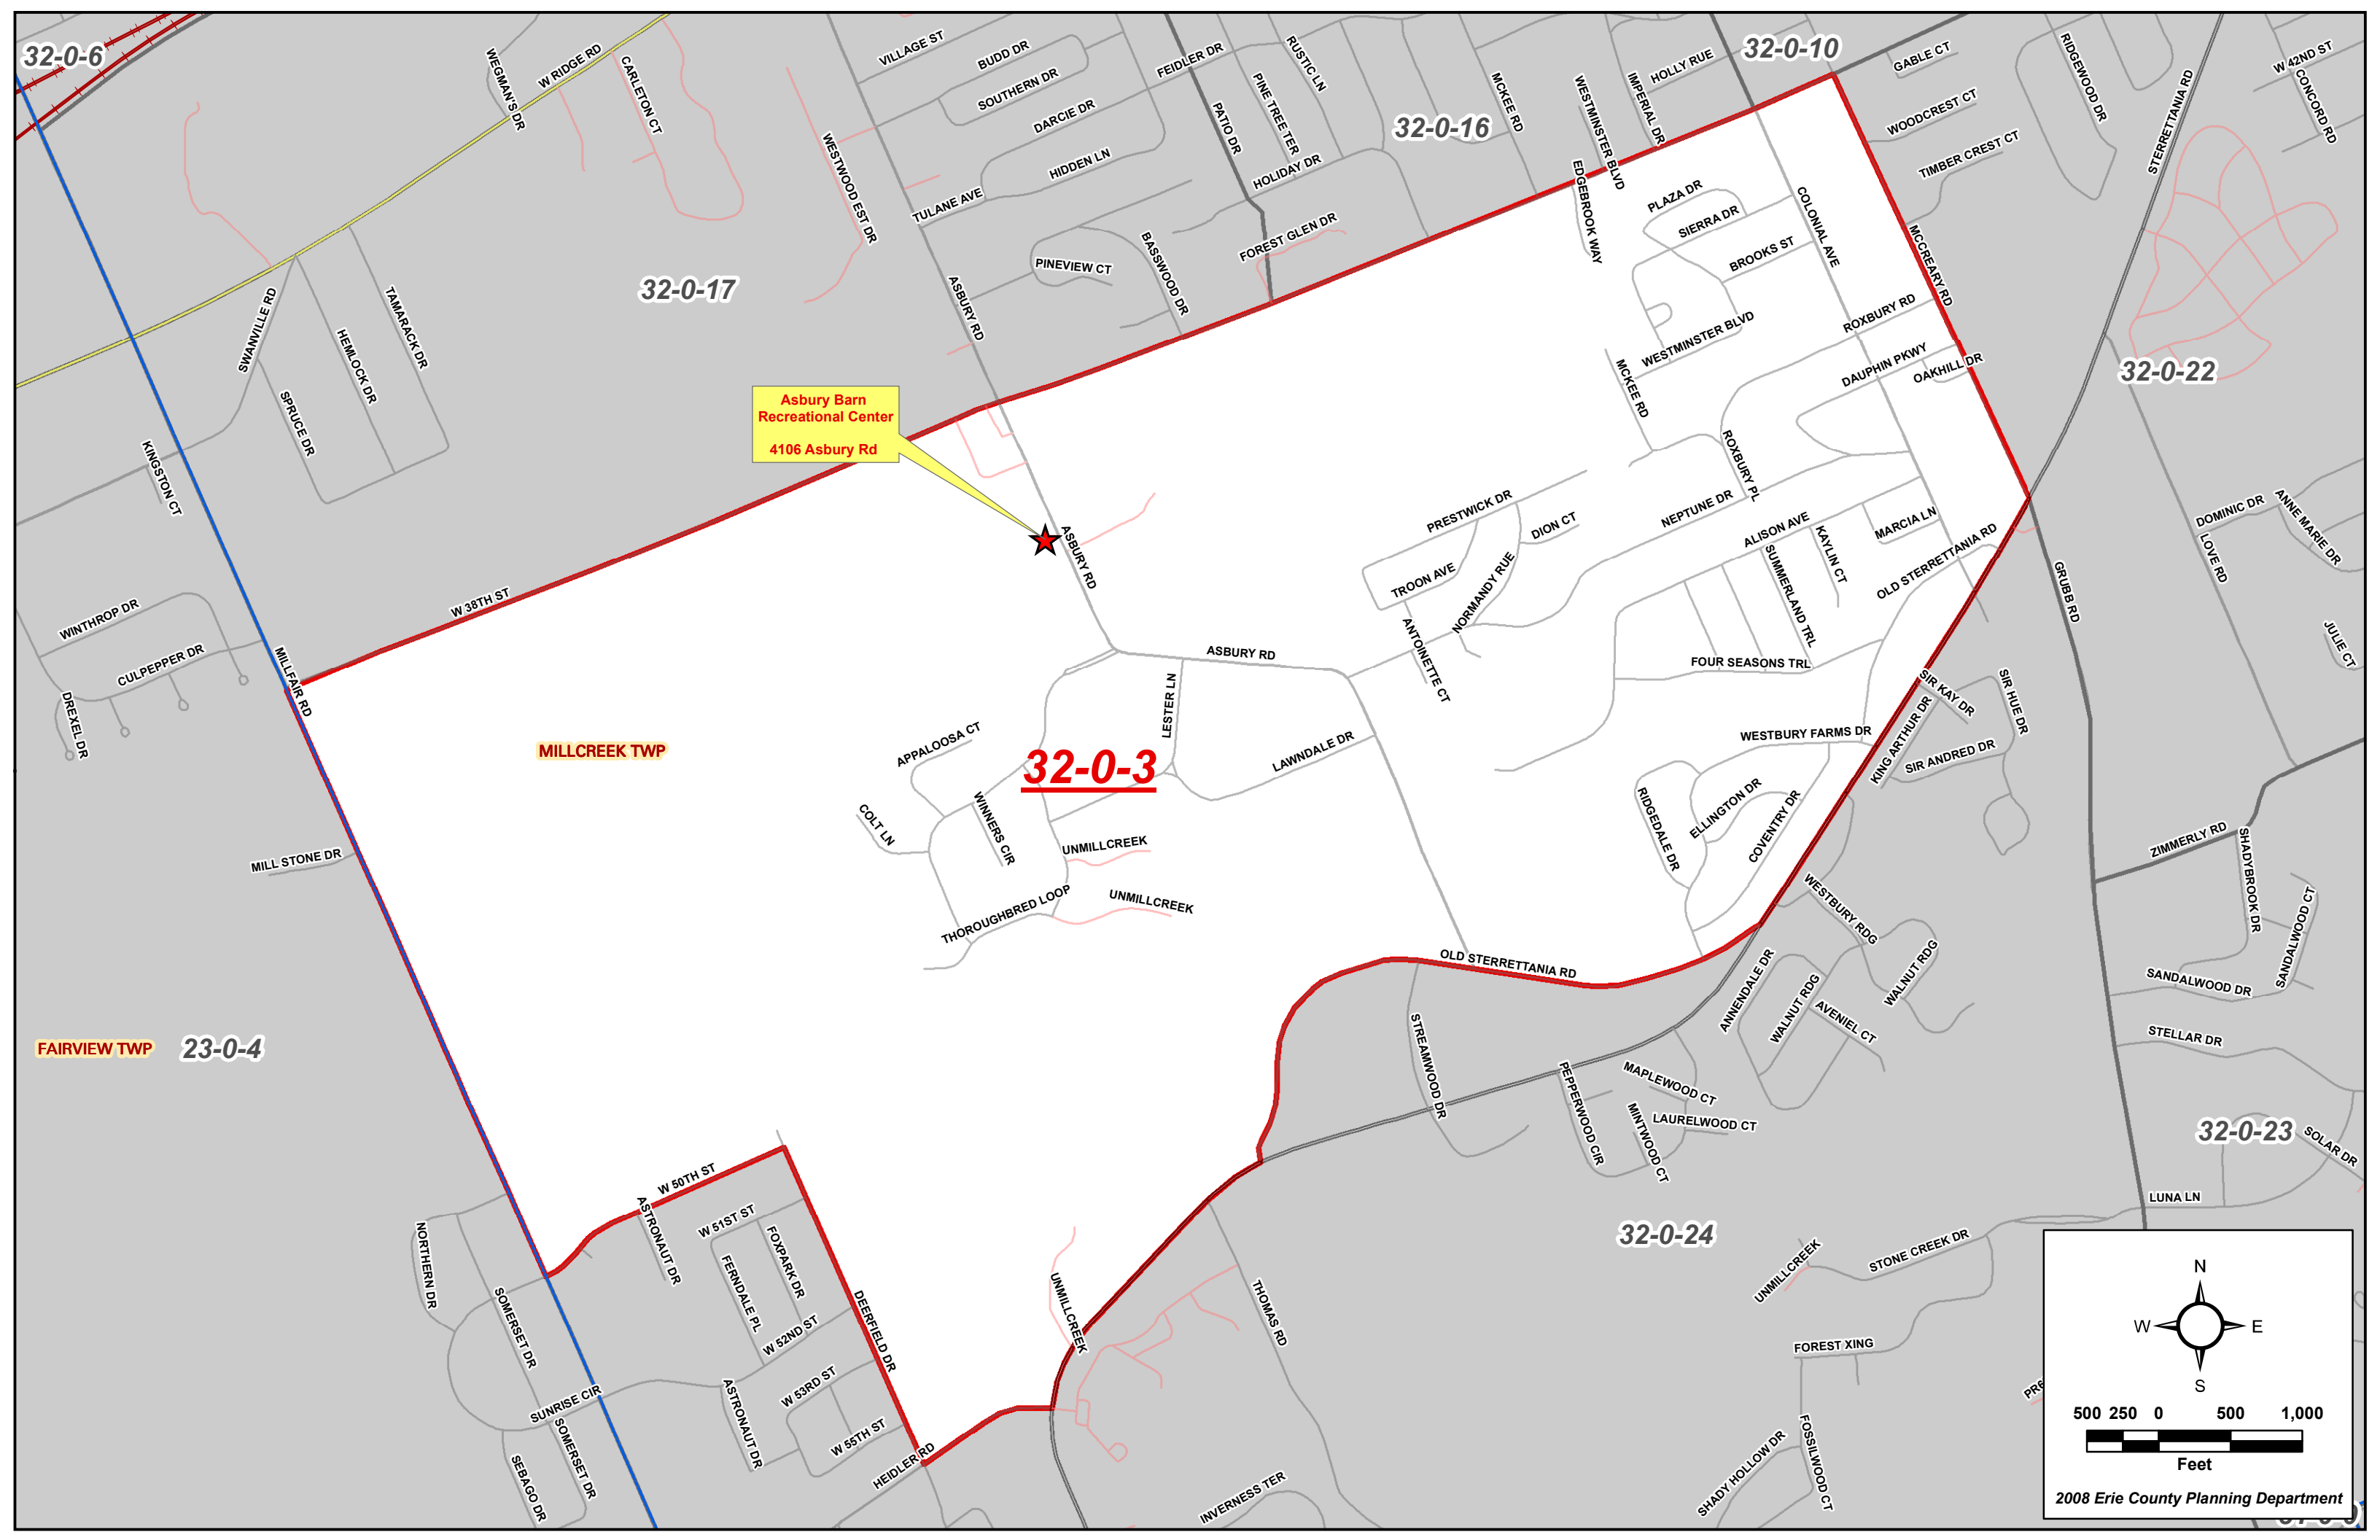 32-0-6
WEGMAN'S DR
W RIDGE RD
CARLETON CT
VILLAGE ST
BUDD DR
SOUTHERN DR
DARCIE DR
HIDDEN LN
FEIDLER DR
PATIO DR
PINE TREE TER
RUSTIC LN
HOLIDAY DR
32-0-16
MCKEE RD
WESTMINSTER BLVD
IMPERIAL DR
HOLLY RUE
32-0-10
GABLE CT
WOODCREST CT
TIMBER CREST CT
RIDGEWOOD DR
STERRETTANIA RD
W 42ND ST
CONCORD RD
WESTWOOD EST DR
TULANE AVE
FOREST GLEN DR
EDGEBROOK WAY
PLAZA DR
SIERRA DR
BROOKS ST
COLONIAL AVE
MCCREARY RD
32-0-17
ASBURY RD
PINEVIEW CT
BASSWOOD DR
SWANVILLE RD
HEMLOCK DR
TAMARACK DR
SPRUCE DR
KINGSTON CT
WESTMINSTER BLVD
ROXBURY RD
DAUPHIN PKWY
OAKHILL DR
MCKEE RD
32-0-22
Asbury Barn
Recreational Center
4106 Asbury Rd
ROXBURY PL
PRESTWICK DR
DION CT
NEPTUNE DR
ALISON AVE
KAYLIN CT
MARCIA LN
SUMMERLAND TRL
OLD STERRETTANIA RD
DOMINIC DR
ANNE MARIE DR
LOVE RD
GRUBB RD
JULIE CT
ASBURY RD
TROON AVE
NORMANDY RUE
ANTOINETTE CT
W 38TH ST
WINTHROP DR
CULPEPPER DR
DREXEL DR
MILLFAIR RD
ASBURY RD
LESTER LN
FOUR SEASONS TRL
SIR KAY DR
SIR HUE DR
KING ARTHUR DR
SIR ANDRED DR
WESTBURY FARMS DR
MILLCREEK TWP
APPALOOSA CT
32-0-3
LAWNDALE DR
COLT LN
WINNERS CIR
UNMILLCREEK
UNMILLCREEK
THOROUGHBRED LOOP
RIDGEDALE DR
ELLINGTON DR
COVENTRY DR
MILL STONE DR
ZIMMERLY RD
SHADYBROOK DR
SANDALWOOD CT
SANDALWOOD DR
WESTBURY RDG
WALNUT RDG
OLD STERRETTANIA RD
ANNENDALE DR
WALNUT RDG
AVENIEL CT
STELLAR DR
FAIRVIEW TWP
23-0-4
STREAMWOOD DR
PEPPERWOOD CIR
MAPLEWOOD CT
LAURELWOOD CT
MINTWOOD CT
32-0-23
SOLAR DR
LUNA LN
W 50TH ST
ASTRONAUT DR
W 51ST ST
FOXPARK DR
FERNDALE PL
W 52ND ST
DEERFIELD DR
W 53RD ST
W 55TH ST
ASTRONAUT DR
HEIDLER RD
NORTHERN DR
SOMERSET DR
SUNRISE CIR
SOMERSET DR
SEBAGO DR
UNMILLCREEK
THOMAS RD
INVERNESS TER
32-0-24
UNMILLCREEK
STONE CREEK DR
FOREST XING
SHADY HOLLOW DR
FOSSILWOOD CT
N
W
E
S
500 250 0 500 1,000
Feet
2008 Erie County Planning Department